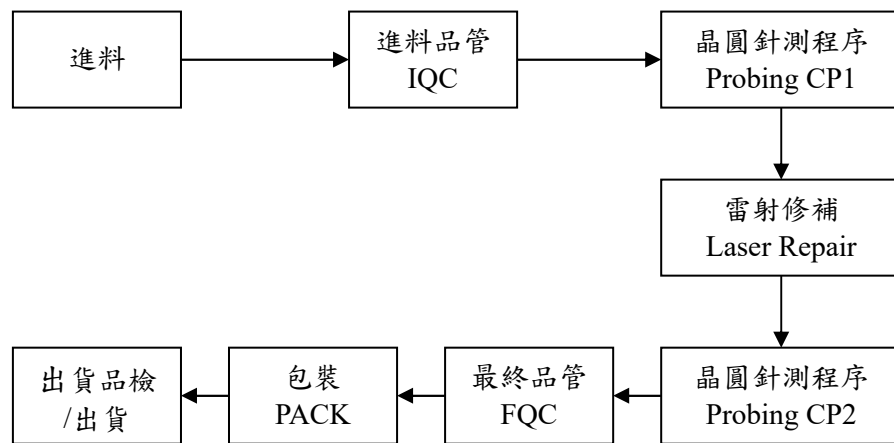 進料
進料品管
IQC
晶圓針測程序
Probing CP1
雷射修補
Laser Repair
晶圓針測程序
Probing CP2
最終品管
FQC
包裝
PACK
出貨品檢
/出貨